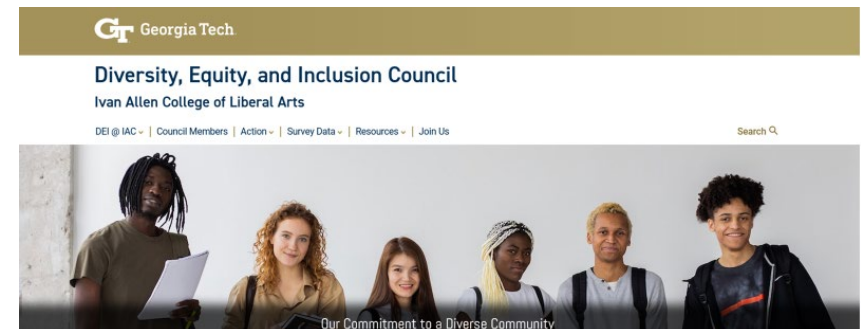 GT Georgia Tech
Diversity, Equity, and Inclusion Council
Ivan Allen College of Liberal Arts
DEI @ IAC | Council Members | Action | Survey Data | Resources | Join Us Search
Our Commitment to a Diverse Community